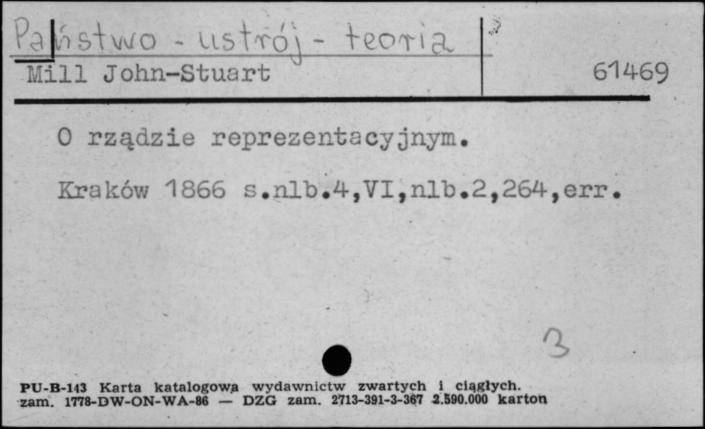 Państwo - ustrój - teoria
Mill John-Stuart 61469
O rządzie reprezentacyjnym.
Kraków 1866 s.nlb.4,VI,nlb.2,264,err.
3
PU-B-143 Karta katalogowa wydawnictw zwartych i ciągłych.
zam. 1778-DW-ON-WA-86 — DZG zam. 2713-391-3-367 2.590.000 karton